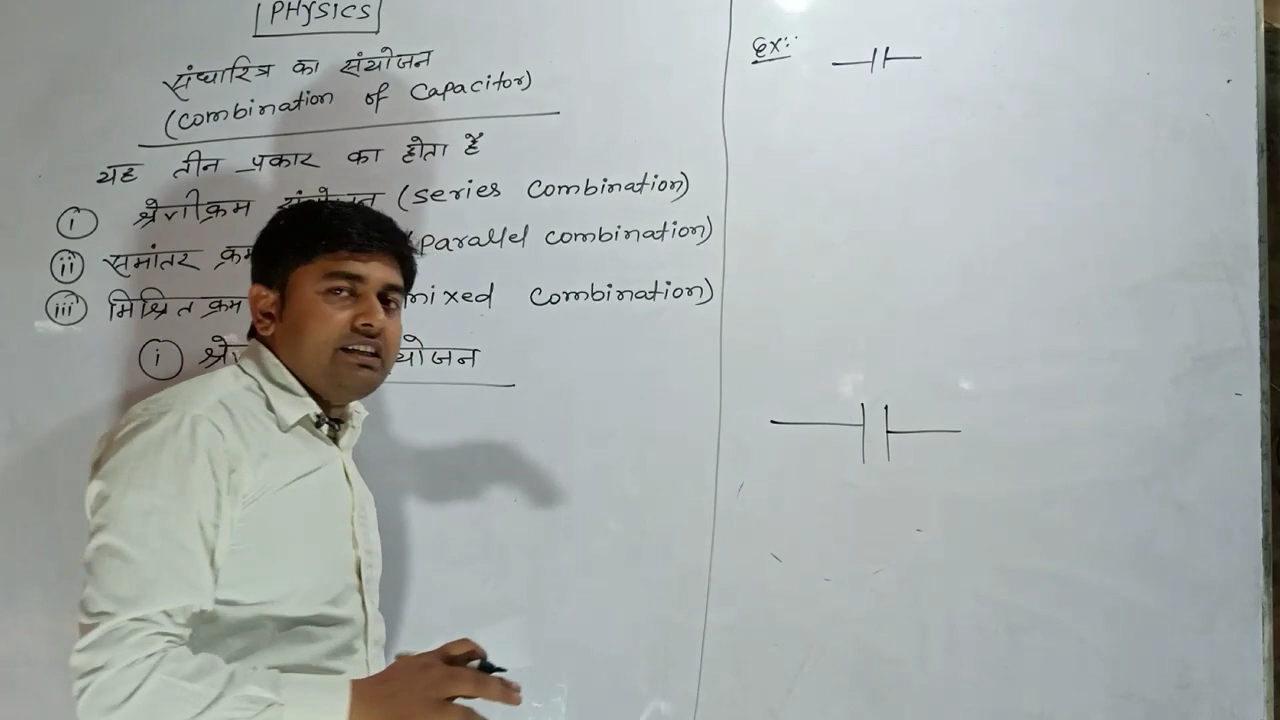 PHYSICS
संधारित्र का संयोजन
(Combination of Capacitor)
यह तीन प्रकार का होता है
(i) श्रेणीक्रम संयोजन (series combination)
(ii) समांतर क्रम (parallel combination)
(iii) मिश्रित क्रम combination)
(i)
Ex:-